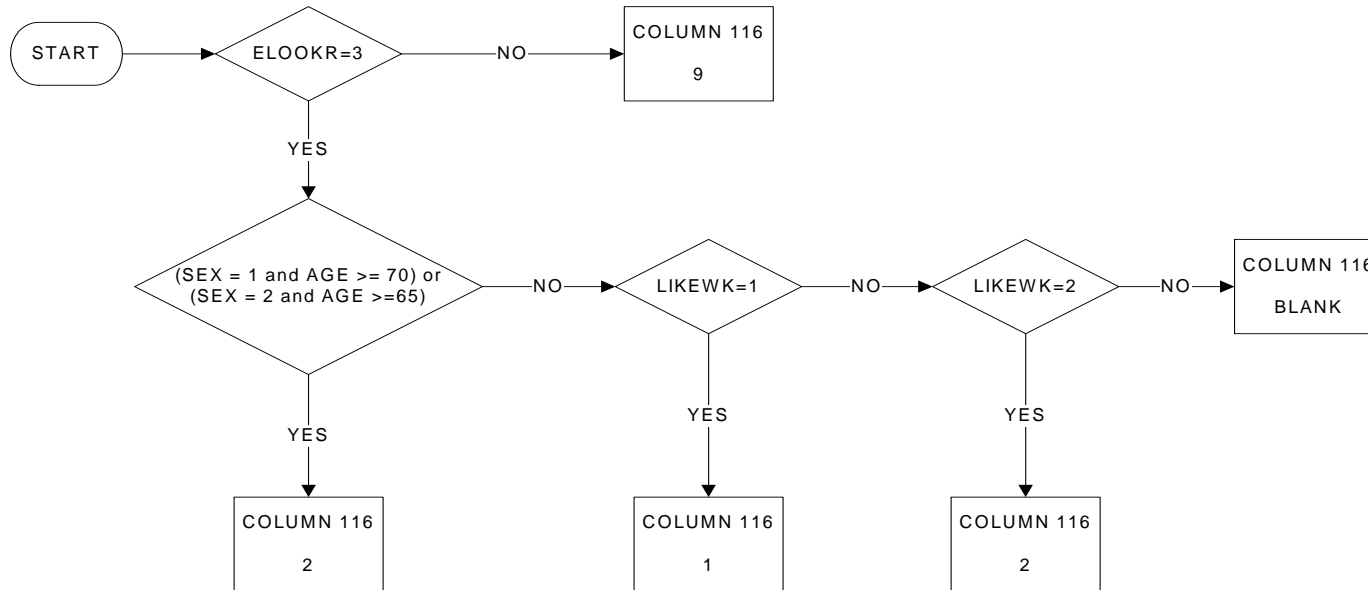 START
ELOOKR=3
NO
COLUMN 116
9
YES
(SEX = 1 and AGE >= 70) or
(SEX = 2 and AGE >=65)
NO
LIKEWK=1
NO
LIKEWK=2
NO
COLUMN 116
BLANK
YES
COLUMN 116
2
YES
COLUMN 116
1
YES
COLUMN 116
2